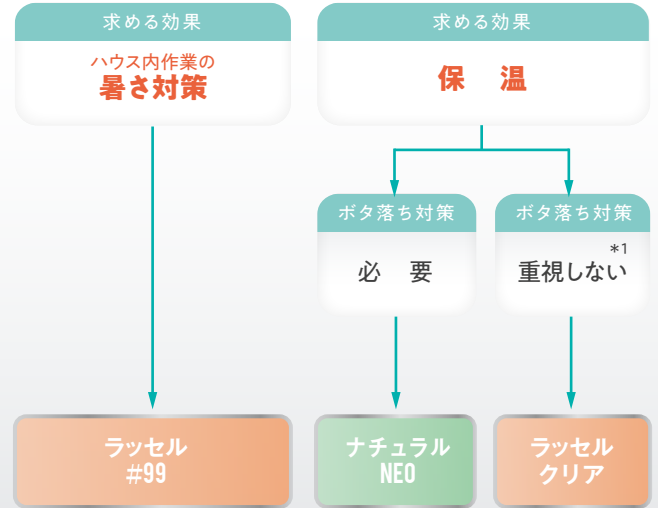 求める効果
ハウス内作業の
暑さ対策
求める効果
保 温
ボタ落ち対策
必 要
ボタ落ち対策
*1
重視しない
ラッセル
#99
ナチュラル
NEO
ラッセル
クリア